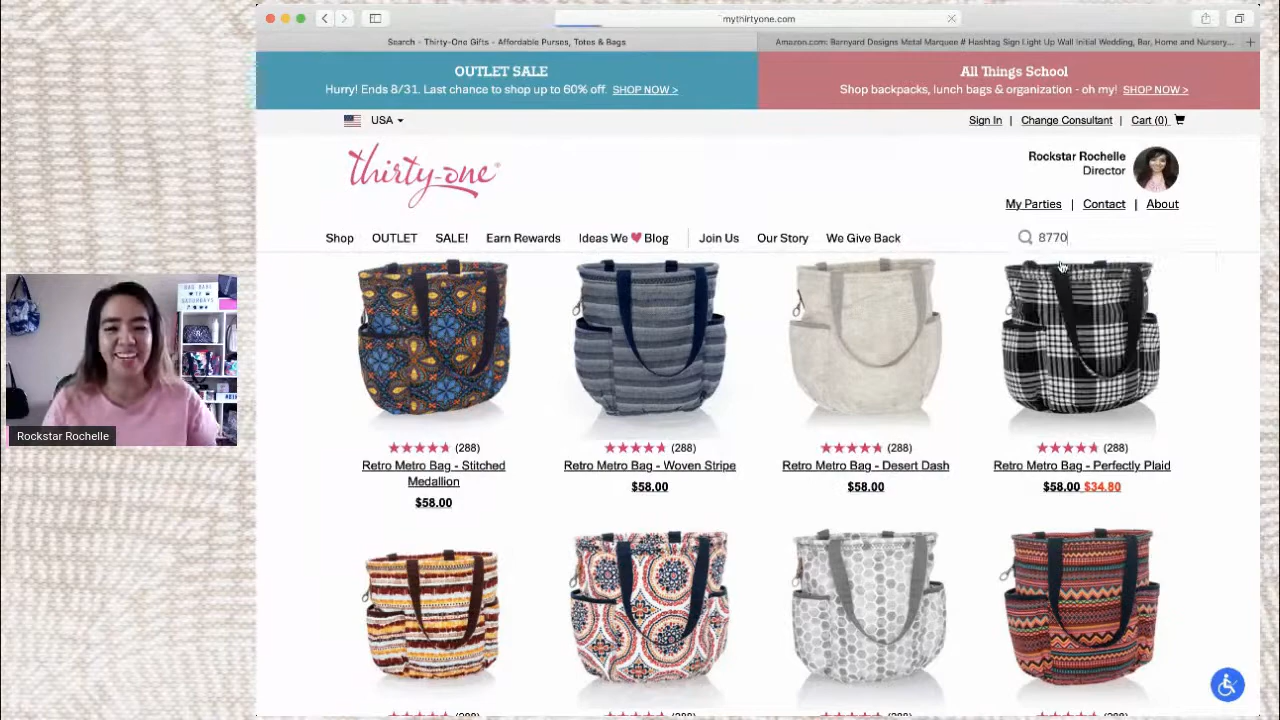 mythirtyone.com
Search - Thirty-One Gifts - Affordable Purses, Totes & Bags
Amazon.com: Barnyard Designs Metal Marquee # Hashtag Sign Light Up Wall Initial Wedding, Bar, Home and Nursery...
OUTLET SALE
Hurry! Ends 8/31. Last chance to shop up to 60% off. SHOP NOW >
All Things School
Shop backpacks, lunch bags & organization - oh my! SHOP NOW >
USA
Sign In | Change Consultant | Cart (0)
thirty-one
Rockstar Rochelle
Director
My Parties | Contact | About
Shop OUTLET SALE! Earn Rewards Ideas We ♥ Blog Join Us Our Story We Give Back
8770
(288) (288) (288) (288)
Retro Metro Bag - Stitched
Medallion
$58.00
Retro Metro Bag - Woven Stripe
$58.00
Retro Metro Bag - Desert Dash
$58.00
Retro Metro Bag - Perfectly Plaid
$58.00 $34.80
BAG BABE
Rockstar Rochelle